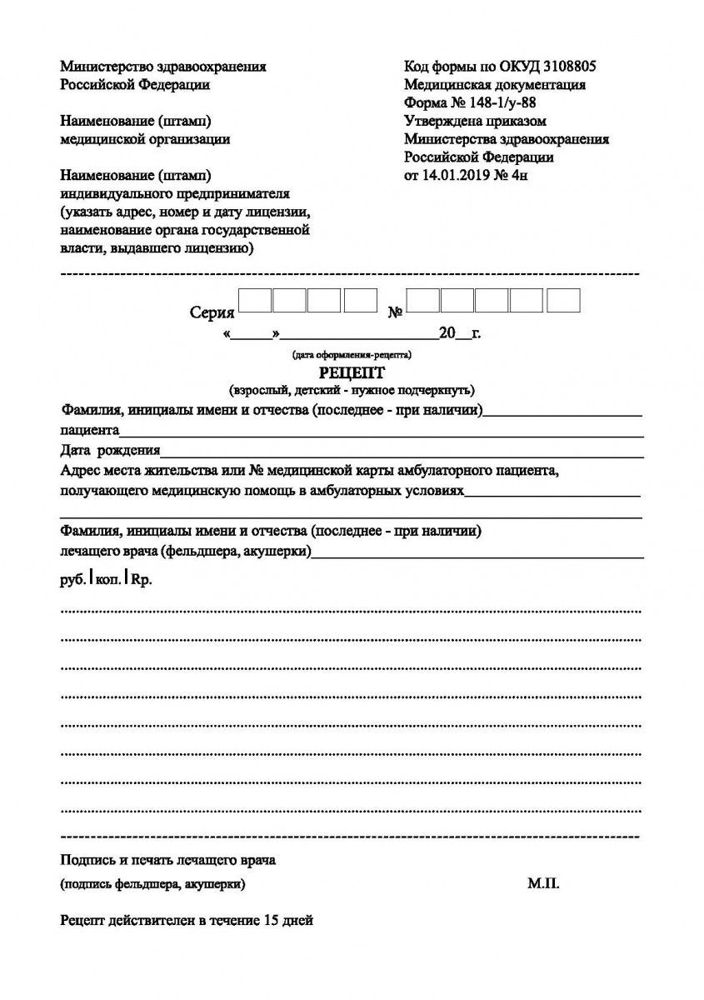 Министерство здравоохранения
Российской Федерации
Наименование (штамп)
медицинской организации
Наименование (штамп)
индивидуального предпринимателя
(указать адрес, номер и дату лицензии,
наименование органа государственной
власти, выдавшего лицензию)
Код формы по ОКУД 3108805
Медицинская документация
Форма № 148-1/у-88
Утверждена приказом
Министерства здравоохранения
Российской Федерации
от 14.01.2019 № 4н
Серия №
«_____»____________________20__г.
(дата оформления-рецепта)
РЕЦЕПТ
(взрослый, детский - нужное подчеркнуть)
Фамилия, инициалы имени и отчества (последнее - при наличии)
пациента
Дата рождения
Адрес места жительства или № медицинской карты амбулаторного пациента,
получающего медицинскую помощь в амбулаторных условиях
Фамилия, инициалы имени и отчества (последнее - при наличии)
лечащего врача (фельдшера, акушерки)
руб.|коп.|Rp.
Подпись и печать лечащего врача
(подпись фельдшера, акушерки) М.П.
Рецепт действителен в течение 15 дней